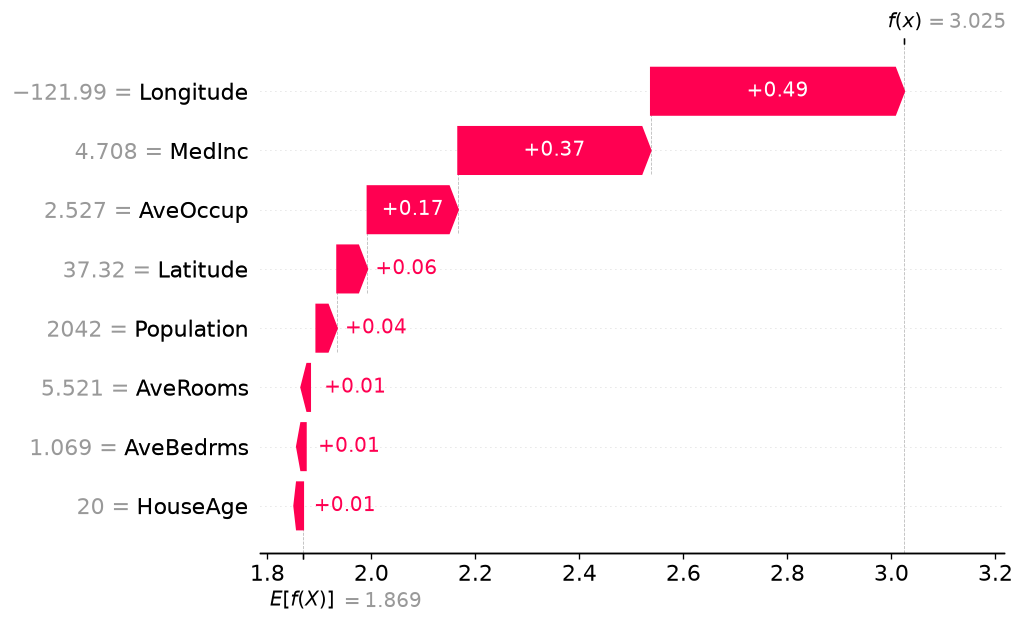 f(x) = 3.025
−121.99 = Longitude +0.49
4.708 = MedInc +0.37
2.527 = AveOccup +0.17
37.32 = Latitude +0.06
2042 = Population +0.04
5.521 = AveRooms +0.01
1.069 = AveBedrms +0.01
20 = HouseAge +0.01
1.8 2.0 2.2 2.4 2.6 2.8 3.0 3.2
E[f(X)] = 1.869